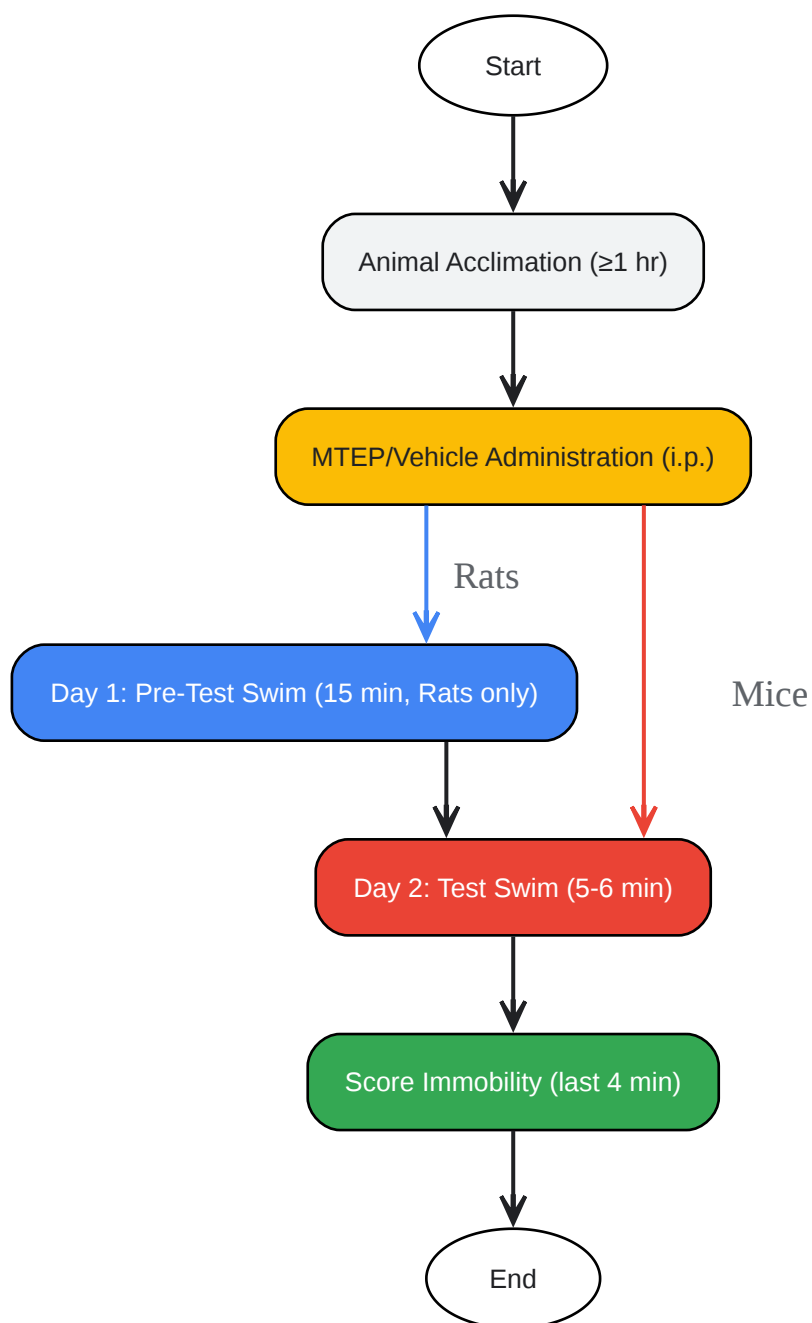 Start
Animal Acclimation (≥1 hr)
MTEP/Vehicle Administration (i.p.)
Rats
Day 1: Pre-Test Swim (15 min, Rats only)
Mice
Day 2: Test Swim (5-6 min)
Score Immobility (last 4 min)
End